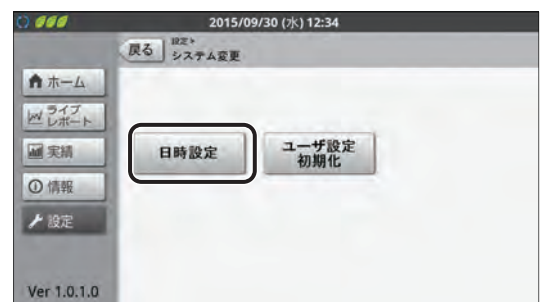 2015/09/30 (水) 12:34
戻る
設定▶
システム変更
ホーム
ライブ
レポート
実績
情報
設定
日時設定
ユーザ設定
初期化
Ver 1.0.1.0